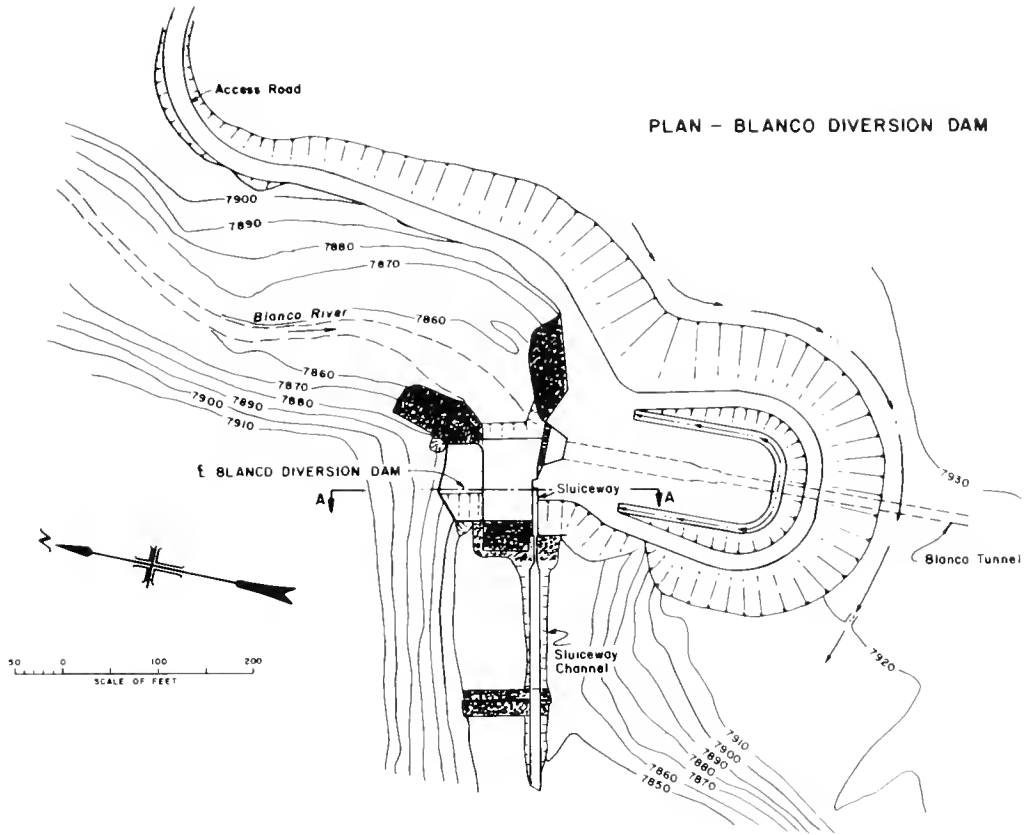 Access Road
PLAN – BLANCO DIVERSION DAM
7900
7890
7880
7870
Blanco River
7860
7860
7870
7880
7890
7900
7910
℄ BLANCO DIVERSION DAM
A
Sluiceway
A
7930
Blanco Tunnel
N
Sluiceway
Channel
7920
50 0 100 200
SCALE OF FEET
7910
7900
7890
7880
7870
7860
7850